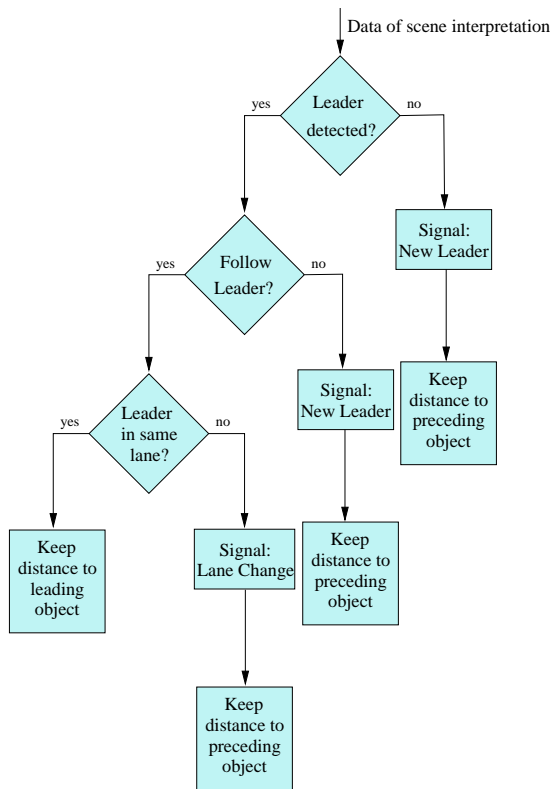 Data of scene interpretation
Leader
detected?
yes
no
Signal:
New Leader
Follow
Leader?
yes
no
Keep
distance to
preceding
object
Signal:
New Leader
Leader
in same
lane?
yes
no
Keep
distance to
leading
object
Signal:
Lane Change
Keep
distance to
preceding
object
Keep
distance to
preceding
object